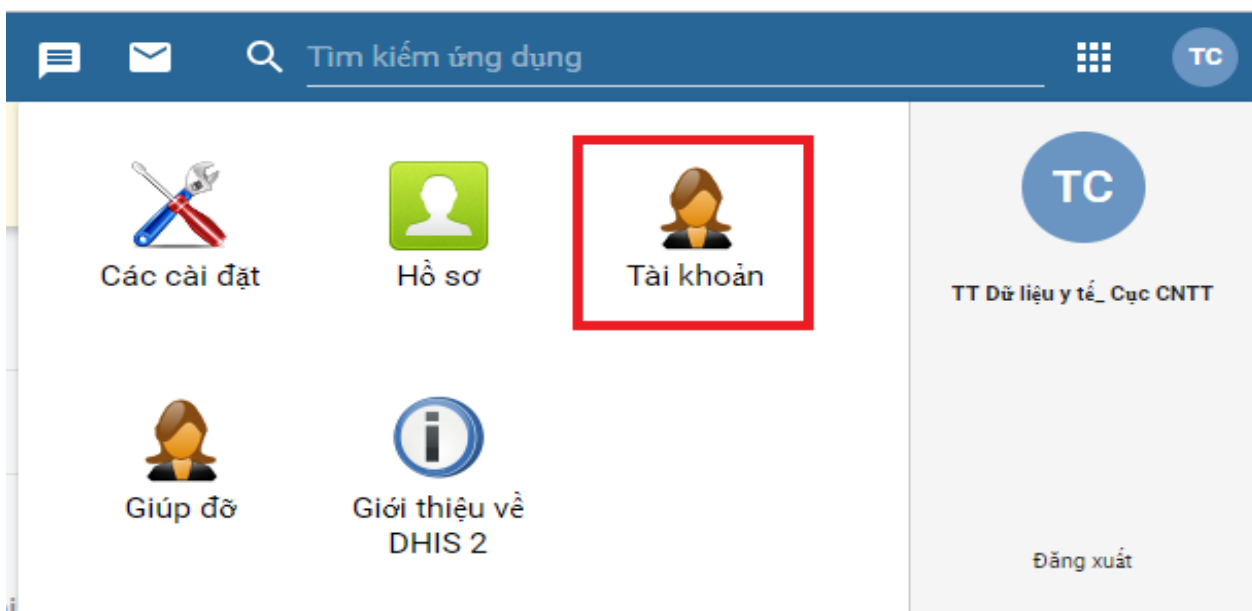 Tìm kiếm ứng dụng
TC
Các cài đặt
Hồ sơ
Tài khoản
TC
TT Dữ liệu y tế_ Cục CNTT
Giúp đỡ
Giới thiệu về
DHIS 2
Đăng xuất